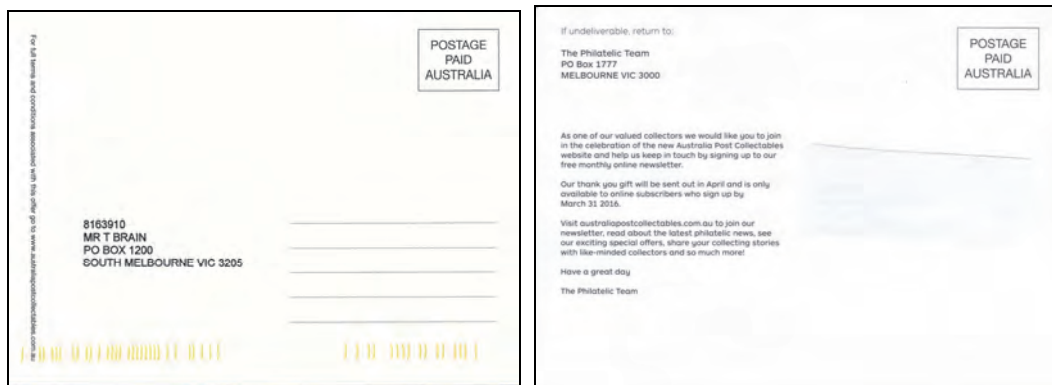 For full terms and conditions associated with this offer go to www.australiapostcollectables.com.au
POSTAGE
PAID
AUSTRALIA
8163910
MR T BRAIN
PO BOX 1200
SOUTH MELBOURNE VIC 3205
If undeliverable, return to:
The Philatelic Team
PO Box 1777
MELBOURNE VIC 3000
POSTAGE
PAID
AUSTRALIA
As one of our valued collectors we would like you to join
in the celebration of the new Australia Post Collectables
website and help us keep in touch by signing up to our
free monthly online newsletter.
Our thank you gift will be sent out in April and is only
available to online subscribers who sign up by
March 31 2016.
Visit australiapostcollectables.com.au to join our
newsletter, read about the latest philatelic news, see
our exciting special offers, share your collecting stories
with like-minded collectors and so much more!
Have a great day
The Philatelic Team